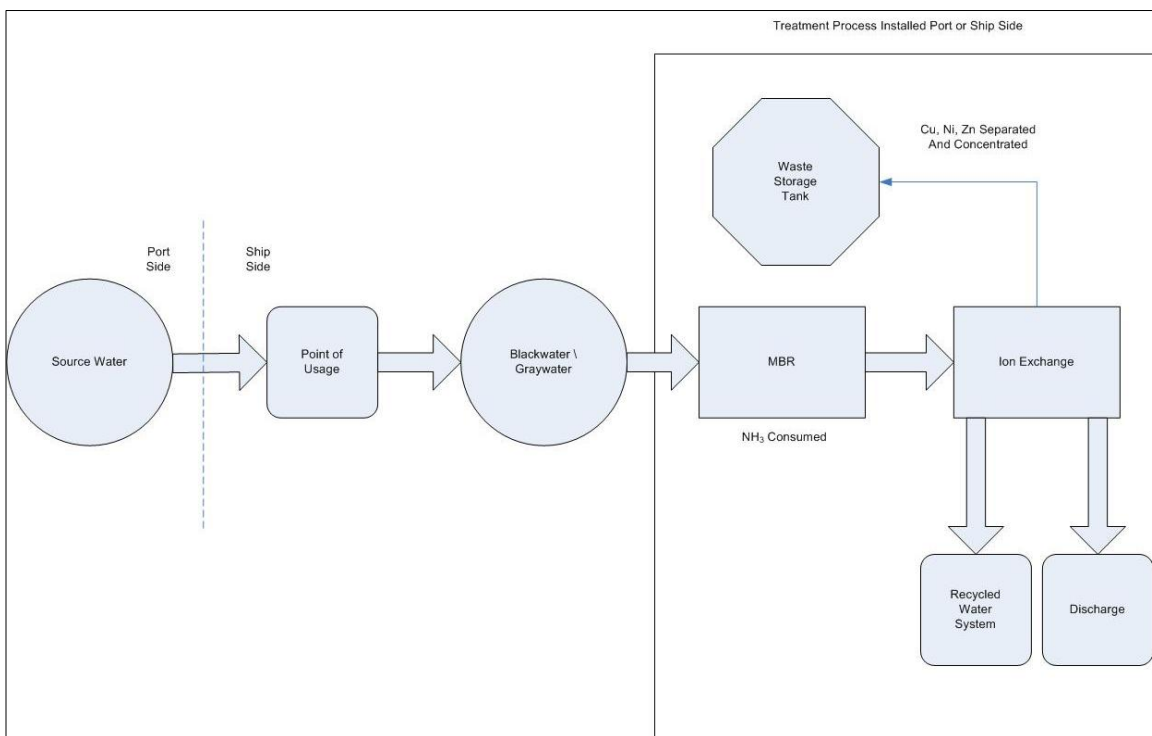 Treatment Process Installed Port or Ship Side
Cu, Ni, Zn Separated
And Concentrated
Waste
Storage
Tank
Port
Side
Ship
Side
Source Water
Point of
Usage
Blackwater \
Graywater
MBR
Ion Exchange
NH₃ Consumed
Recycled
Water
System
Discharge